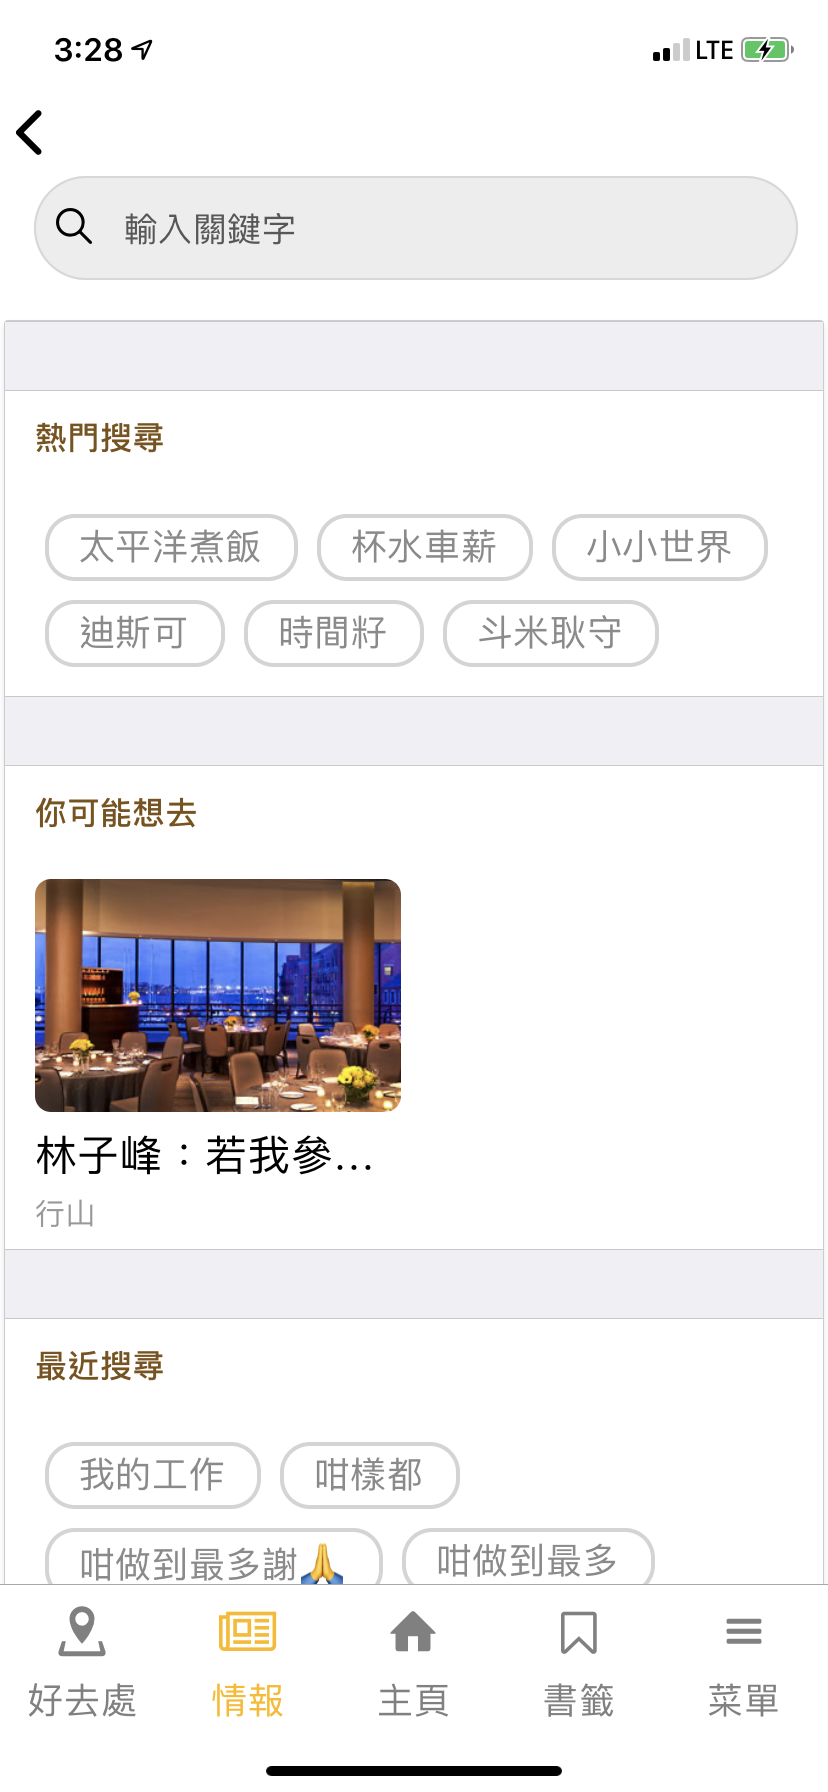 3:28 LTE
輸入關鍵字
熱門搜尋
太平洋煮飯 杯水車薪 小小世界
迪斯可 時間籽 斗米耿守
你可能想去
林子峰：若我參...
行山
最近搜尋
我的工作 咁樣都
咁做到最多謝🙏 咁做到最多
好去處 情報 主頁 書籤 菜單